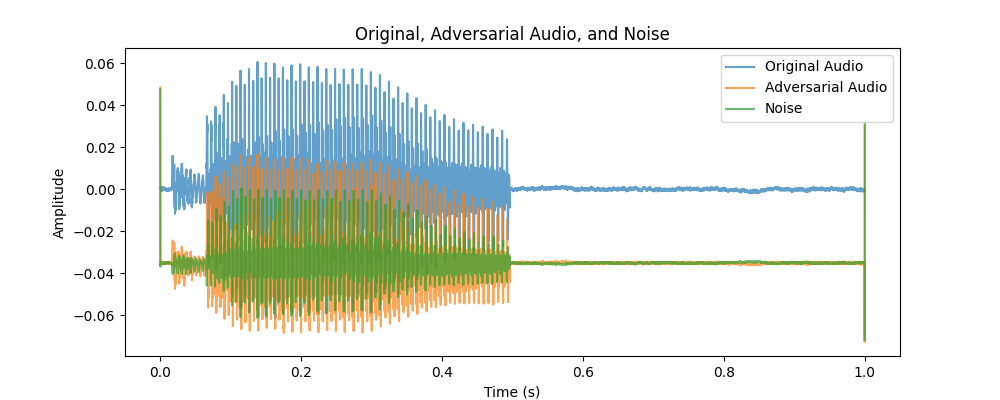 Original, Adversarial Audio, and Noise
Original Audio
Adversarial Audio
Noise
Amplitude
0.06
0.04
0.02
0.00
−0.02
−0.04
−0.06
0.0 0.2 0.4 0.6 0.8 1.0
Time (s)